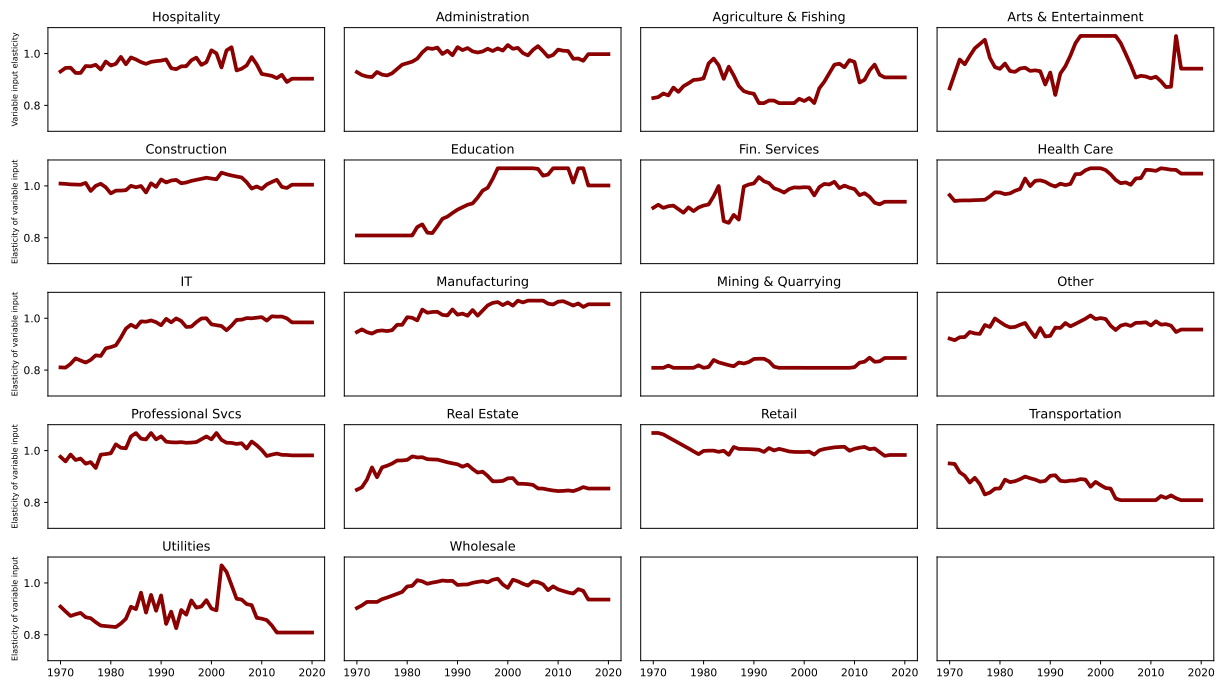 Hospitality
Administration
Agriculture & Fishing
Arts & Entertainment
Variable input elasticity
1.0
0.8
Construction
Education
Fin. Services
Health Care
Elasticity of variable input
1.0
0.8
IT
Manufacturing
Mining & Quarrying
Other
Elasticity of variable input
1.0
0.8
Professional Svcs
Real Estate
Retail
Transportation
Elasticity of variable input
1.0
0.8
Utilities
Wholesale
Elasticity of variable input
1.0
0.8
1970 1980 1990 2000 2010 2020
1970 1980 1990 2000 2010 2020
1970 1980 1990 2000 2010 2020
1970 1980 1990 2000 2010 2020